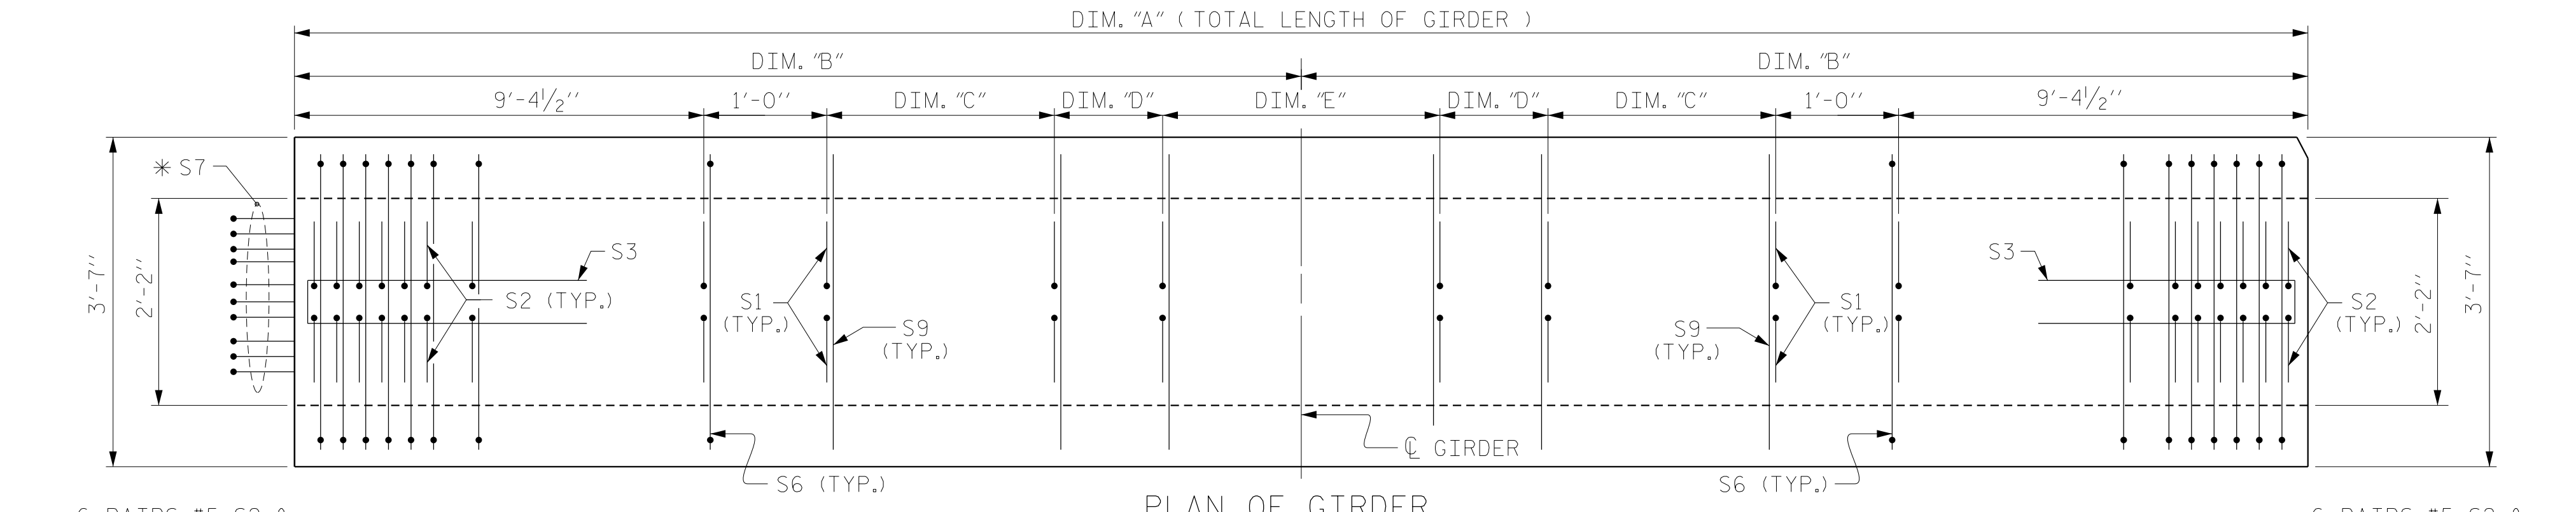 DIM. "A" ( TOTAL LENGTH OF GIRDER )
DIM. "B" DIM. "B"
9'-4½" 1'-0" DIM. "C" DIM. "D" DIM. "E" DIM. "D" DIM. "C" 1'-0" 9'-4½"
* S7
S3 S3
3'-7" 2'-2" 2'-2" 3'-7"
S2 (TYP.)
S1 (TYP.)
S9 (TYP.)
S9 (TYP.)
S1 (TYP.)
S2 (TYP.)
℄ GIRDER
S6 (TYP.) S6 (TYP.)
PLAN OF GIRDER